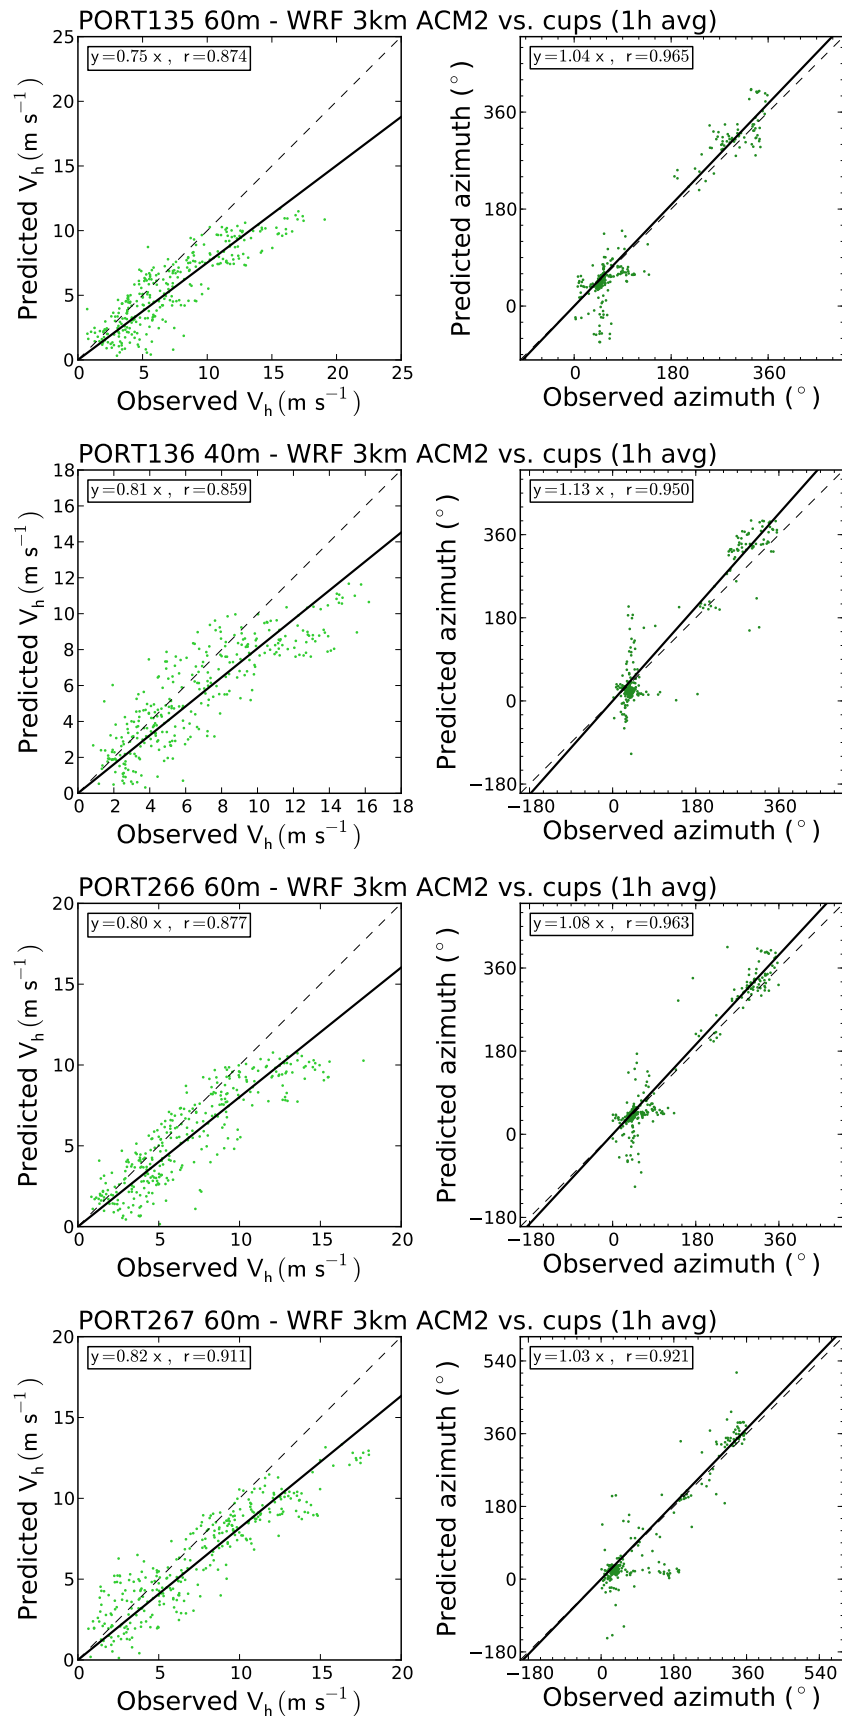 PORT135 60m - WRF 3km ACM2 vs. cups (1h avg)
y=0.75 x , r=0.874
Predicted V_h (m s⁻¹)
25
20
15
10
5
0
0 5 10 15 20 25
Observed V_h (m s⁻¹)
y=1.04 x , r=0.965
Predicted azimuth (°)
360
180
0
0 180 360
Observed azimuth (°)
PORT136 40m - WRF 3km ACM2 vs. cups (1h avg)
y=0.81 x , r=0.859
Predicted V_h (m s⁻¹)
18
16
14
12
10
8
6
4
2
0
0 2 4 6 8 10 12 14 16 18
Observed V_h (m s⁻¹)
y=1.13 x , r=0.950
Predicted azimuth (°)
360
180
0
−180
−180 0 180 360
Observed azimuth (°)
PORT266 60m - WRF 3km ACM2 vs. cups (1h avg)
y=0.80 x , r=0.877
Predicted V_h (m s⁻¹)
20
15
10
5
0
0 5 10 15 20
Observed V_h (m s⁻¹)
y=1.08 x , r=0.963
Predicted azimuth (°)
360
180
0
−180
−180 0 180 360
Observed azimuth (°)
PORT267 60m - WRF 3km ACM2 vs. cups (1h avg)
y=0.82 x , r=0.911
Predicted V_h (m s⁻¹)
20
15
10
5
0
0 5 10 15 20
Observed V_h (m s⁻¹)
y=1.03 x , r=0.921
Predicted azimuth (°)
540
360
180
0
−180
−180 0 180 360 540
Observed azimuth (°)